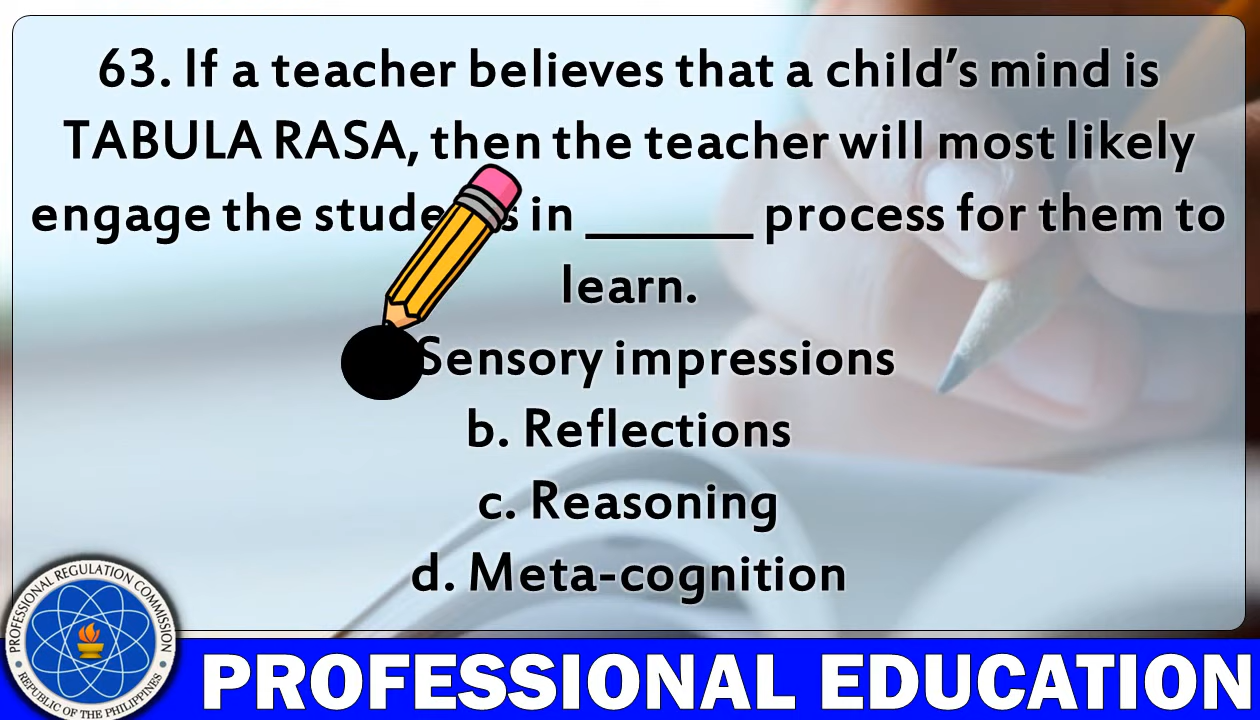 63. If a teacher believes that a child's mind is
TABULA RASA, then the teacher will most likely
engage the students in ______ process for them to
learn.
Sensory impressions
b. Reflections
c. Reasoning
d. Meta-cognition
PROFESSIONAL REGULATION COMMISSION
REPUBLIC OF THE PHILIPPINES
PROFESSIONAL EDUCATION